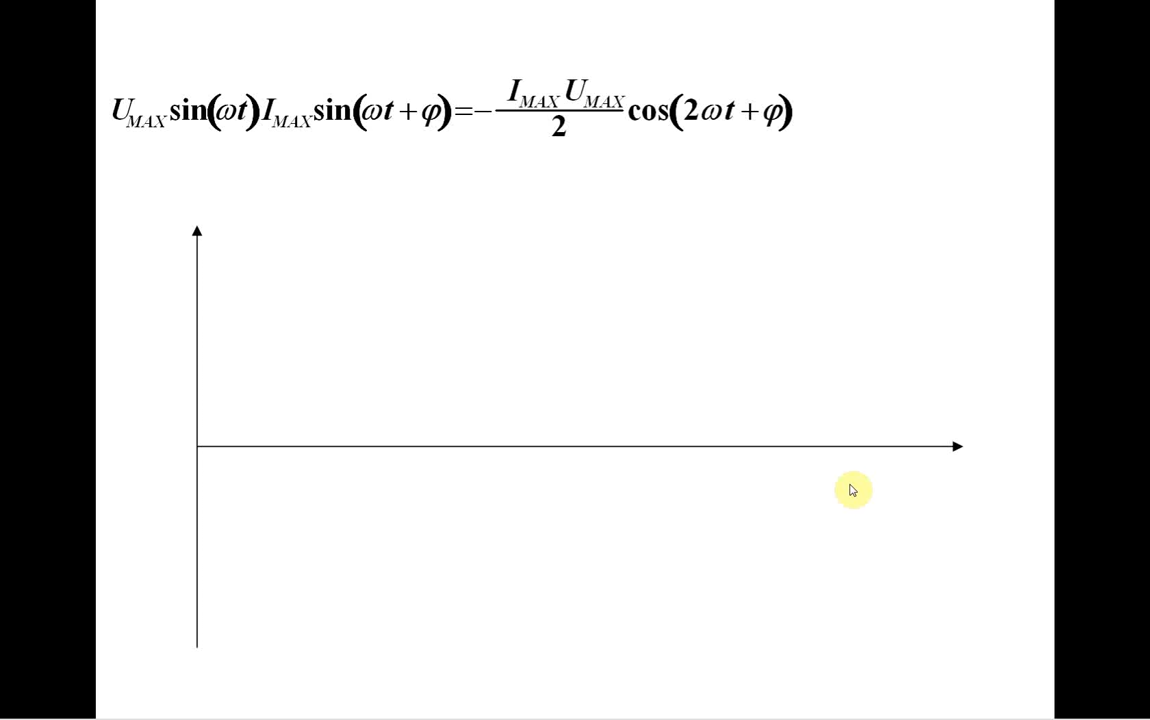 U_MAX sin(ωt) I_MAX sin(ωt + φ) = − (I_MAX U_MAX / 2) cos(2ωt + φ)